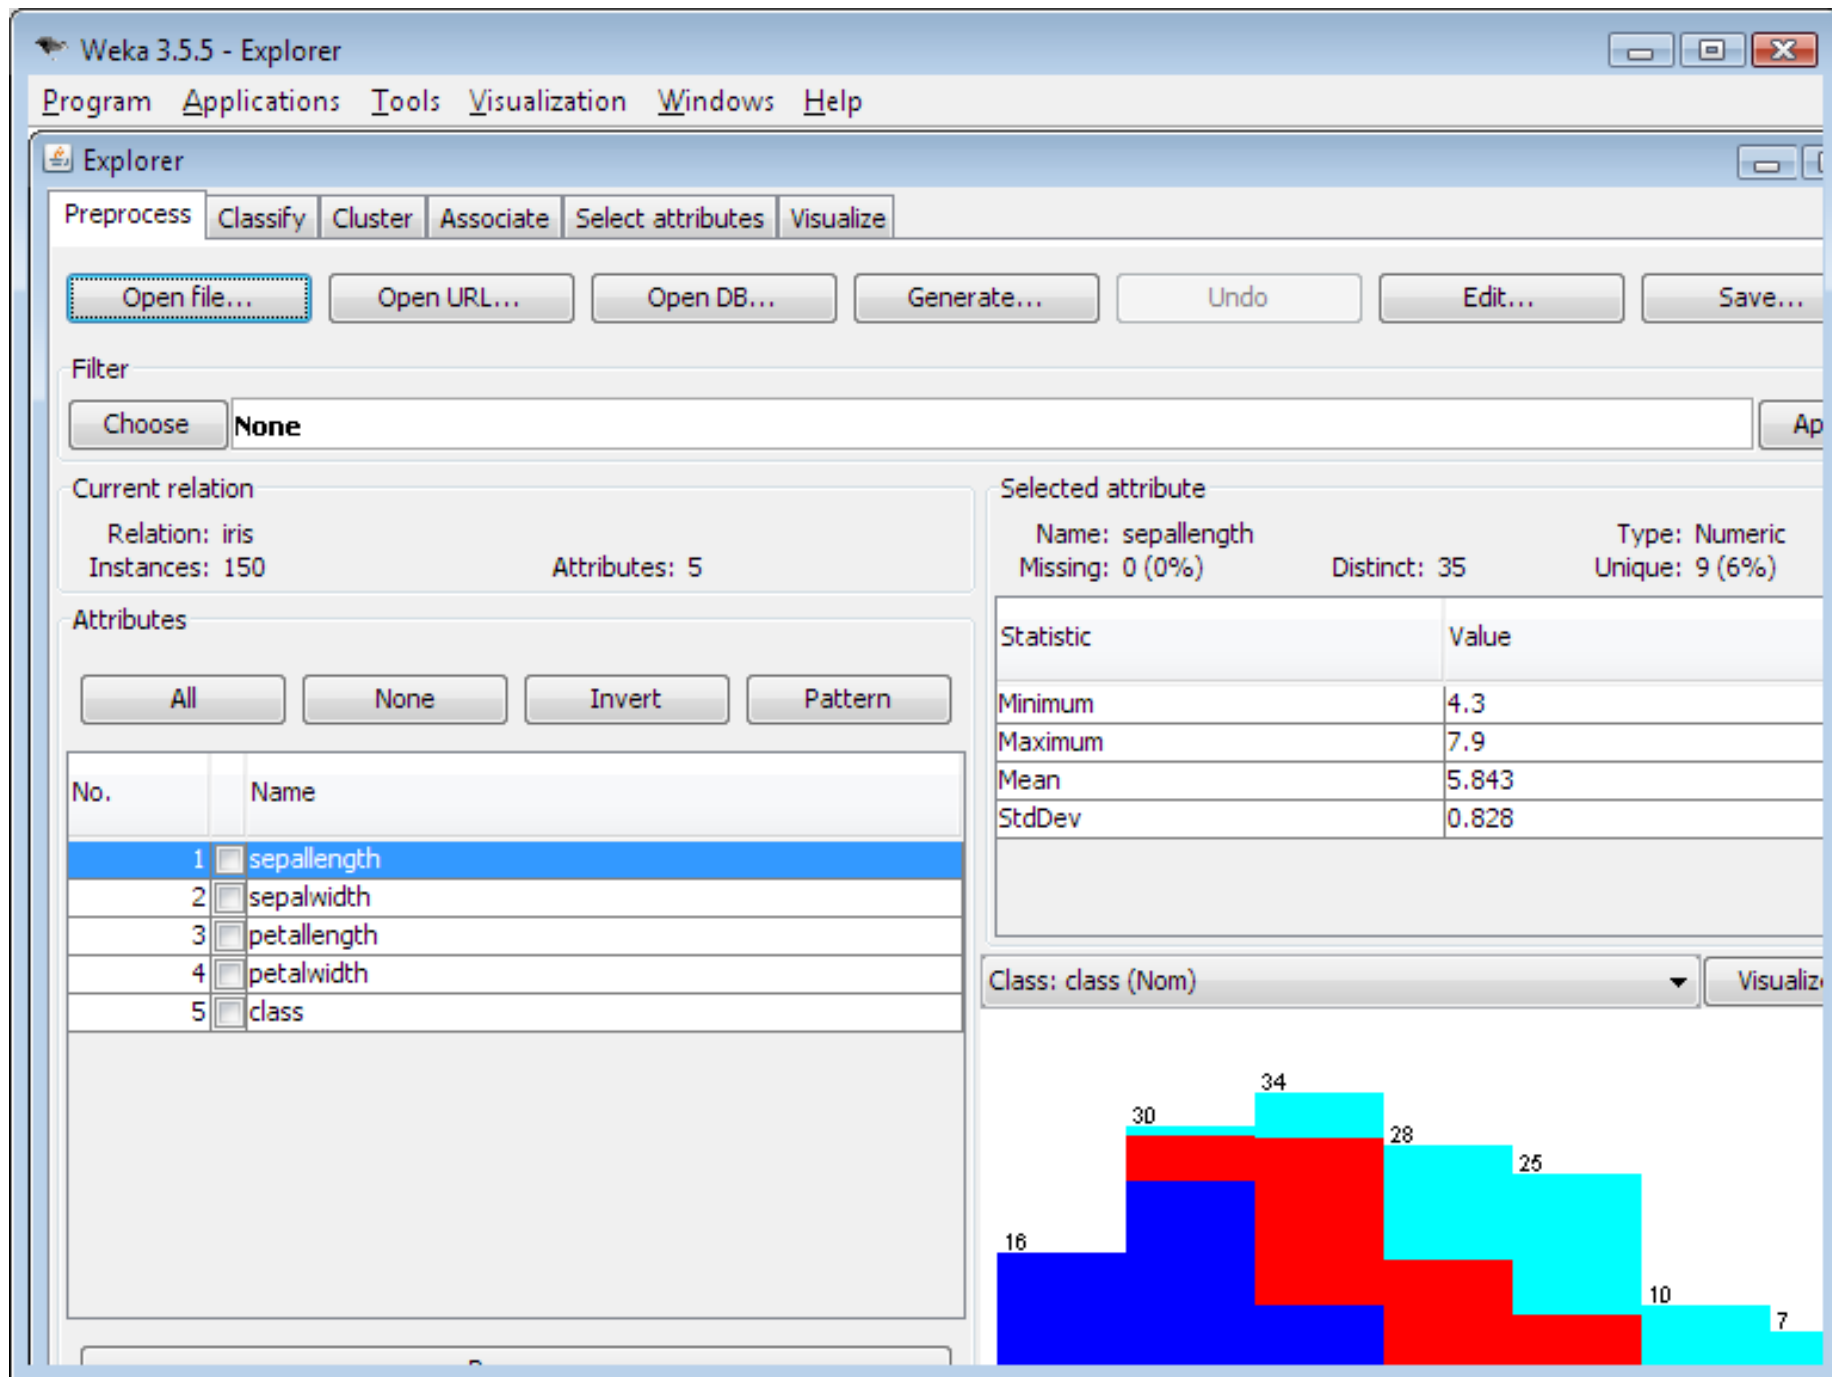 Weka 3.5.5 - Explorer
Program Applications Tools Visualization Windows Help
Explorer
Preprocess Classify Cluster Associate Select attributes Visualize
Open file... Open URL... Open DB... Generate... Undo Edit... Save...
Filter
Choose None
Current relation
Relation: iris
Instances: 150 Attributes: 5
Attributes
All None Invert Pattern
No. Name
1 sepallength
2 sepalwidth
3 petallength
4 petalwidth
5 class
Selected attribute
Name: sepallength Type: Numeric
Missing: 0 (0%) Distinct: 35 Unique: 9 (6%)
Statistic Value
Minimum 4.3
Maximum 7.9
Mean 5.843
StdDev 0.828
Class: class (Nom) Visualize
34
30
28
25
16
10
7